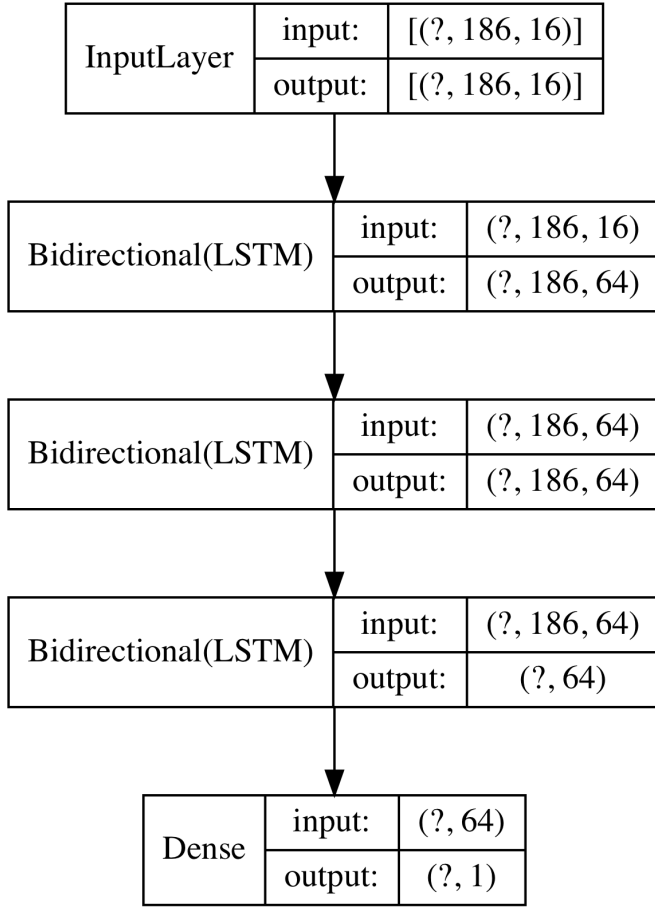 InputLayer
input: [(?, 186, 16)]
output: [(?, 186, 16)]
Bidirectional(LSTM)
input: (?, 186, 16)
output: (?, 186, 64)
Bidirectional(LSTM)
input: (?, 186, 64)
output: (?, 186, 64)
Bidirectional(LSTM)
input: (?, 186, 64)
output: (?, 64)
Dense
input: (?, 64)
output: (?, 1)